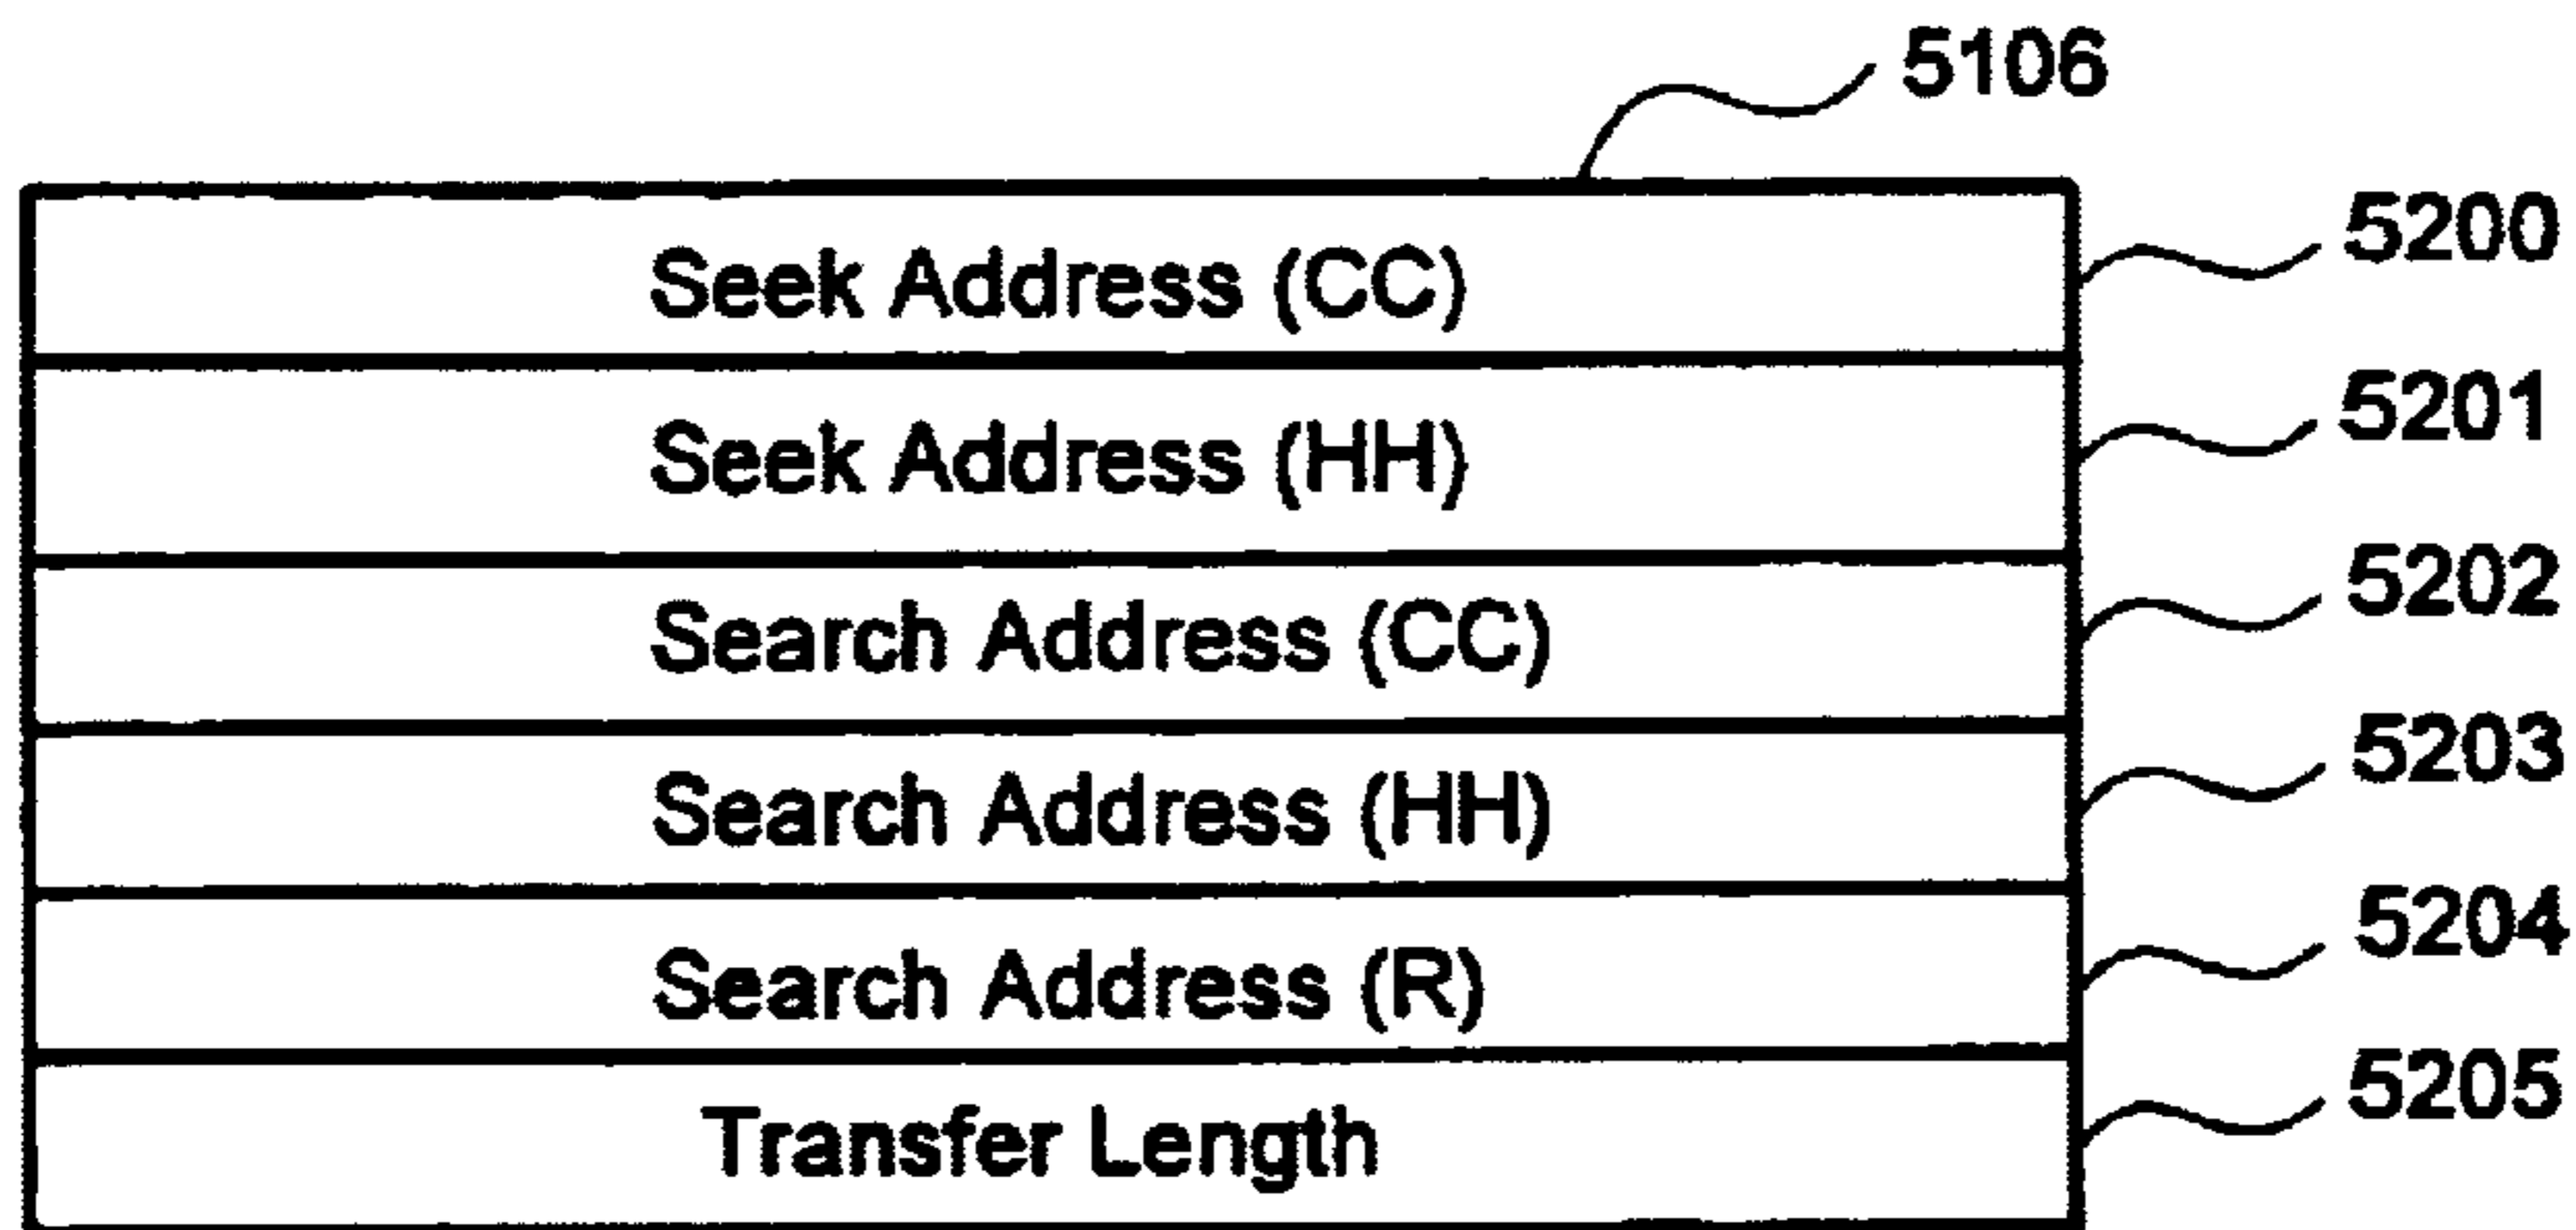 5106
Seek Address (CC) 5200
Seek Address (HH) 5201
Search Address (CC) 5202
Search Address (HH) 5203
Search Address (R) 5204
Transfer Length 5205